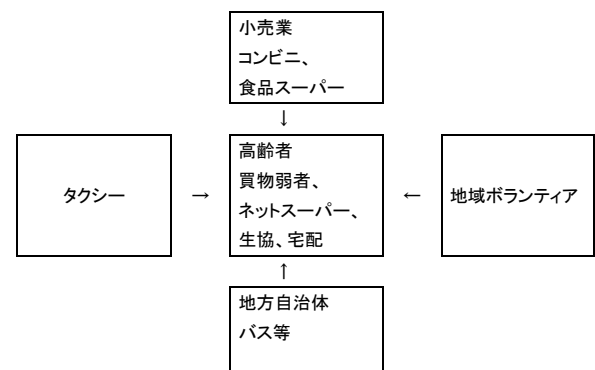 小売業
コンビニ、
食品スーパー
↓
タクシー
→
高齢者
買物弱者、
ネットスーパー、
生協、宅配
←
地域ボランティア
↑
地方自治体
バス等